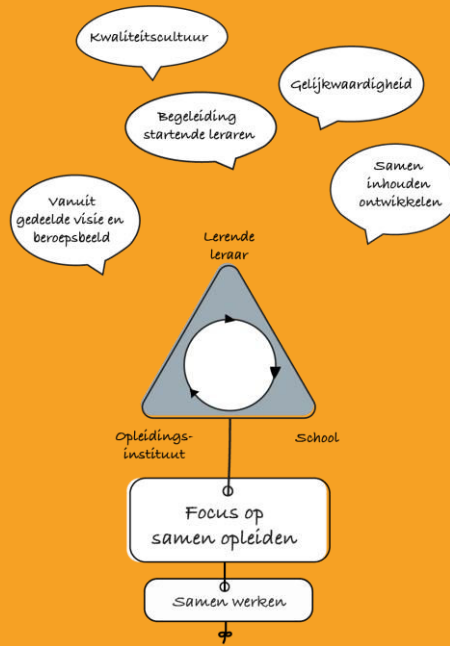 Kwaliteitscultuur
Gelijkwaardigheid
Begeleiding
startende leraren
Samen
inhouden
ontwikkelen
Vanuit
gedeelde visie en
beroepsbeeld
Lerende
leraar
Opleidings-
instituut
School
Focus op
samen opleiden
Samen werken